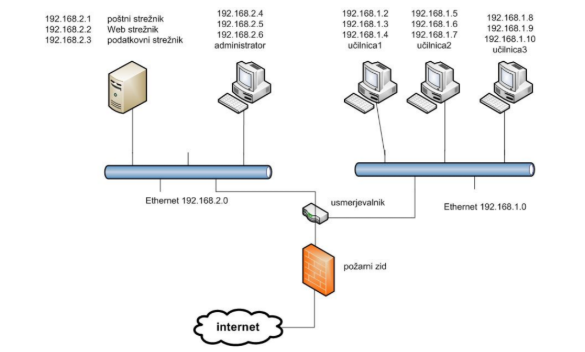 192.168.2.1 poštni strežnik
192.168.2.2 Web strežnik
192.168.2.3 podatkovni strežnik
192.168.2.4
192.168.2.5
192.168.2.6
administrator
192.168.1.2
192.168.1.3
192.168.1.4
učilnica1
192.168.1.5
192.168.1.6
192.168.1.7
učilnica2
192.168.1.8
192.168.1.9
192.168.1.10
učilnica3
Ethernet 192.168.2.0
usmerjevalnik
Ethernet 192.168.1.0
požarni zid
internet